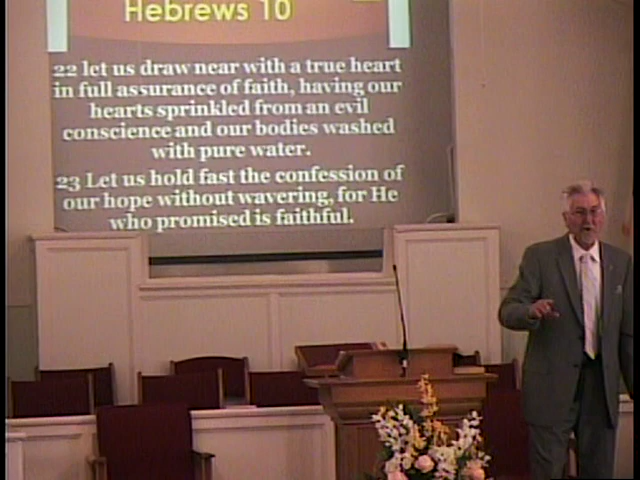 Hebrews 10
22 let us draw near with a true heart
in full assurance of faith, having our
hearts sprinkled from an evil
conscience and our bodies washed
with pure water.
23 Let us hold fast the confession of
our hope without wavering, for He
who promised is faithful.